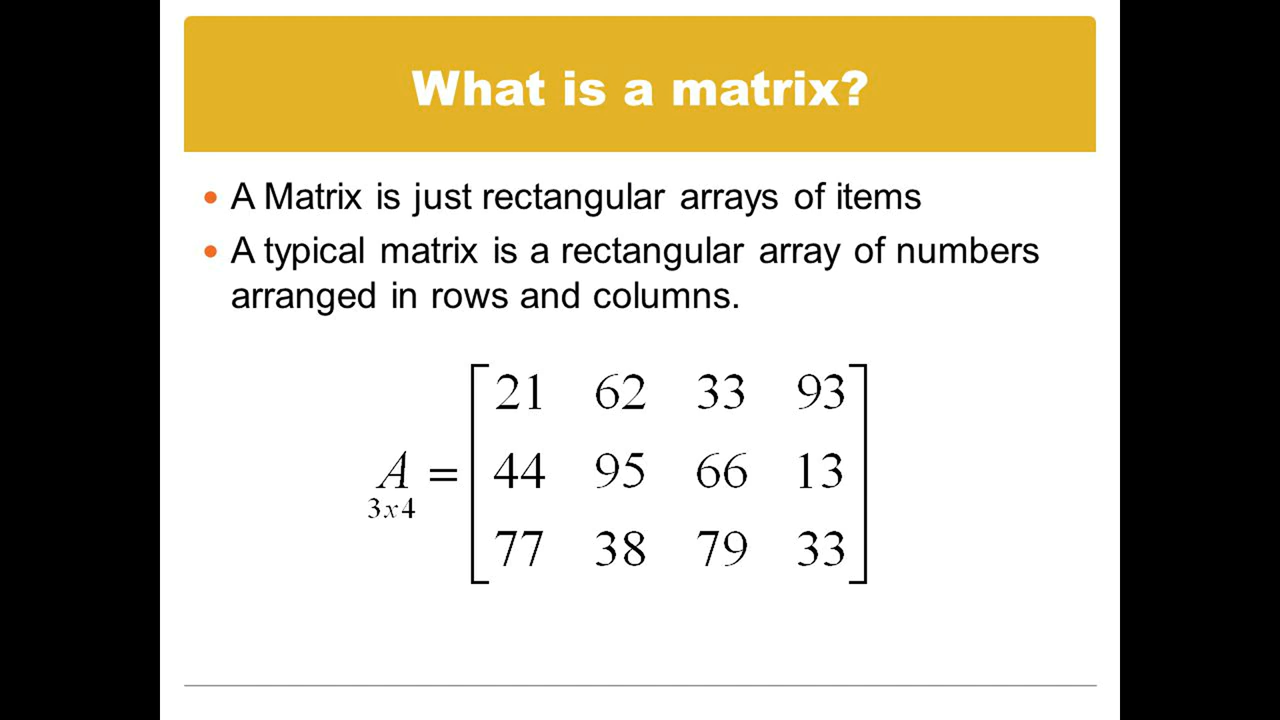 What is a matrix?
A Matrix is just rectangular arrays of items
A typical matrix is a rectangular array of numbers
arranged in rows and columns.
21 62 33 93
A = 44 95 66 13
3x4
77 38 79 33